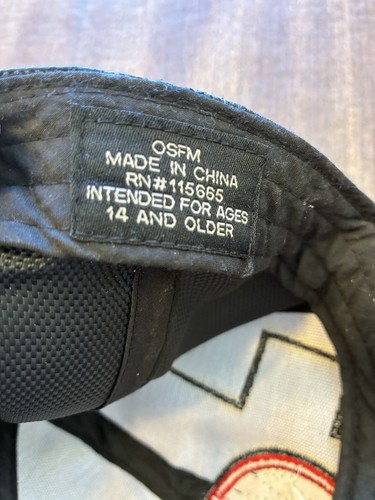 OSFM
MADE IN CHINA
RN#115665
INTENDED FOR AGES
14 AND OLDER